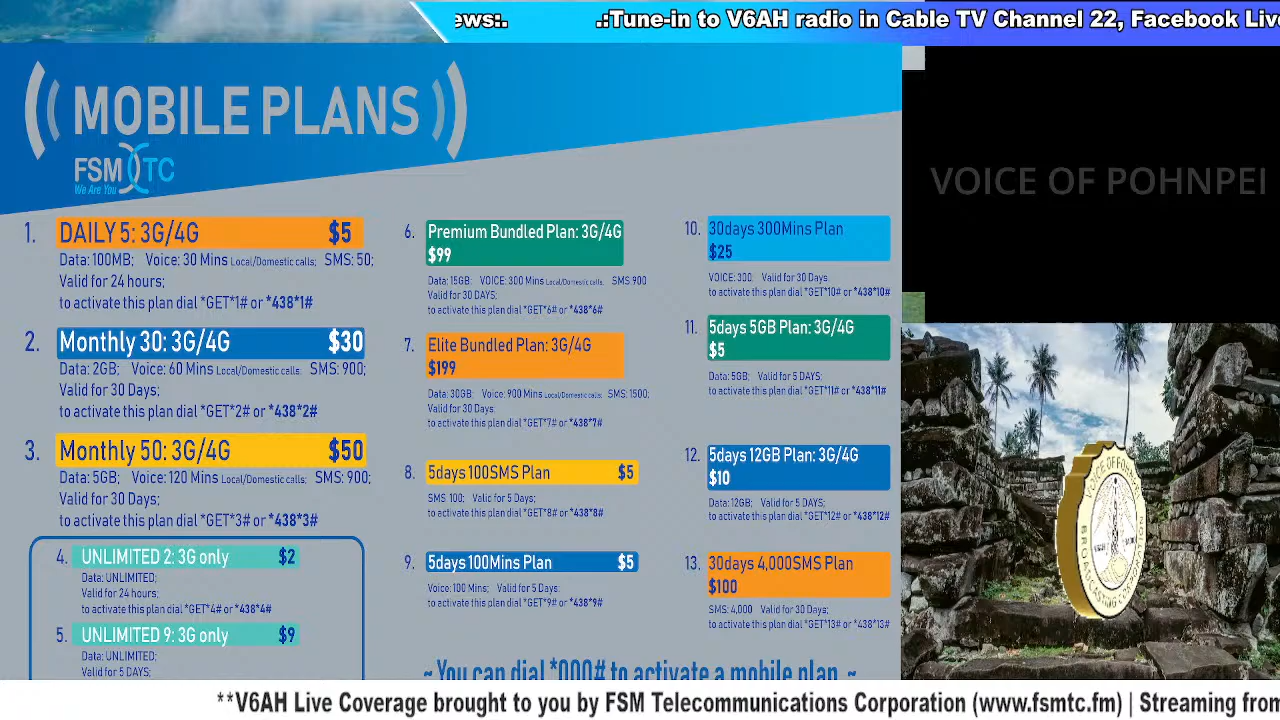 ews:. .:Tune-in to V6AH radio in Cable TV Channel 22, Facebook Live
MOBILE PLANS
FSM TC
We Are You
VOICE OF POHNPEI
1. DAILY 5: 3G/4G $5
Data: 100MB; Voice: 30 Mins Local/Domestic calls; SMS: 50;
Valid for 24 hours;
to activate this plan dial *GET*1# or *438*1#
2. Monthly 30: 3G/4G $30
Data: 2GB; Voice: 60 Mins Local/Domestic calls. SMS: 900;
Valid for 30 Days;
to activate this plan dial *GET*2# or *438*2#
3. Monthly 50: 3G/4G $50
Data: 5GB; Voice: 120 Mins Local/Domestic calls; SMS: 900;
Valid for 30 Days;
to activate this plan dial *GET*3# or *438*3#
4. UNLIMITED 2: 3G only $2
Data: UNLIMITED;
Valid for 24 hours;
to activate this plan dial *GET*4# or *438*4#
5. UNLIMITED 9: 3G only $9
Data: UNLIMITED;
Valid for 5 DAYS;
6. Premium Bundled Plan: 3G/4G
$99
Data: 15GB; VOICE: 300 Mins Local/Domestic calls. SMS 900
Valid for 30 DAYS;
to activate this plan dial *GET*6# or *438*6#
7. Elite Bundled Plan: 3G/4G
$199
Data: 30GB; Voice: 900 Mins Local/Domestic calls; SMS: 1500;
Valid for 30 Days;
to activate this plan dial *GET*7# or *438*7#
8. 5days 100SMS Plan $5
SMS 100; Valid for 5 Days;
to activate this plan dial *GET*8# or *438*8#
9. 5days 100Mins Plan $5
Voice: 100 Mins; Valid for 5 Days;
to activate this plan dial *GET*9# or *438*9#
10. 30days 300Mins Plan
$25
VOICE: 300 Valid for 30 Days;
to activate this plan dial *GET*10# or *438*10#
11. 5days 5GB Plan: 3G/4G
$5
Data: 5GB; Valid for 5 DAYS;
to activate this plan dial *GET*11# or *438*11#
12. 5days 12GB Plan: 3G/4G
$10
Data: 12GB; Valid for 5 DAYS;
to activate this plan dial *GET*12# or *438*12#
13. 30days 4,000SMS Plan
$100
SMS: 4,000 Valid for 30 Days;
to activate this plan dial *GET*13# or *438*13#
~ You can dial *000# to activate a mobile plan ~
VOICE OF POHN
BROADCASTING
**V6AH Live Coverage brought to you by FSM Telecommunications Corporation (www.fsmtc.fm) | Streaming from